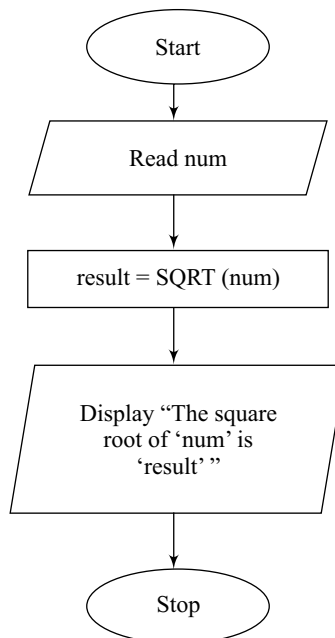 Start
Read num
result = SQRT (num)
Display “The square
root of ‘num’ is
‘result’ ”
Stop